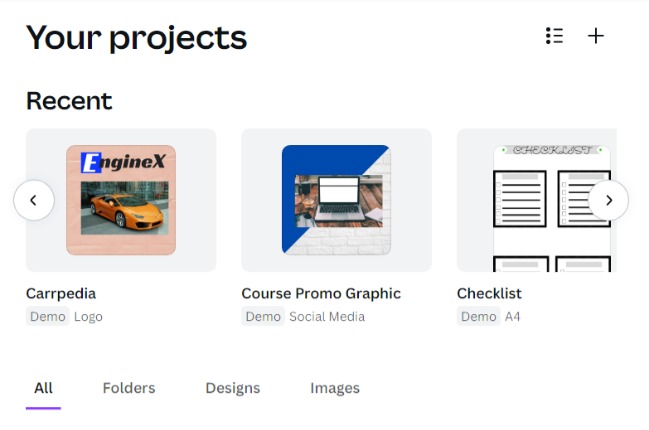 Your projects
Recent
EngineX
CHECKLIST
Carrpedia
Demo Logo
Course Promo Graphic
Demo Social Media
Checklist
Demo A4
All Folders Designs Images